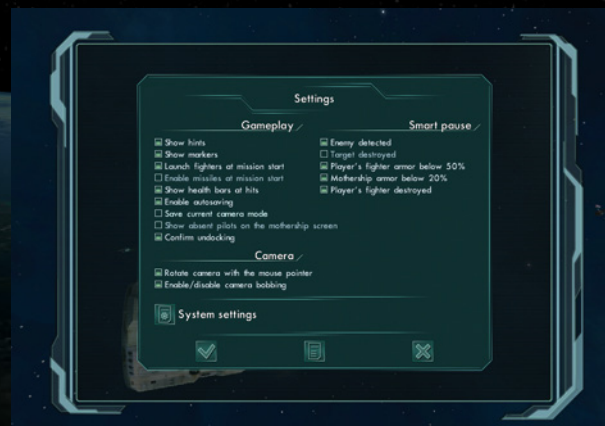 Settings
Gameplay
Show hints
Show markers
Launch fighters at mission start
Enable missiles at mission start
Show health bars at hits
Enable autosaving
Save current camera mode
Show absent pilots on the mothership screen
Confirm undocking
Smart pause
Enemy detected
Target destroyed
Player's fighter armor below 50%
Mothership armor below 20%
Player's fighter destroyed
Camera
Rotate camera with the mouse pointer
Enable/disable camera bobbing
System settings